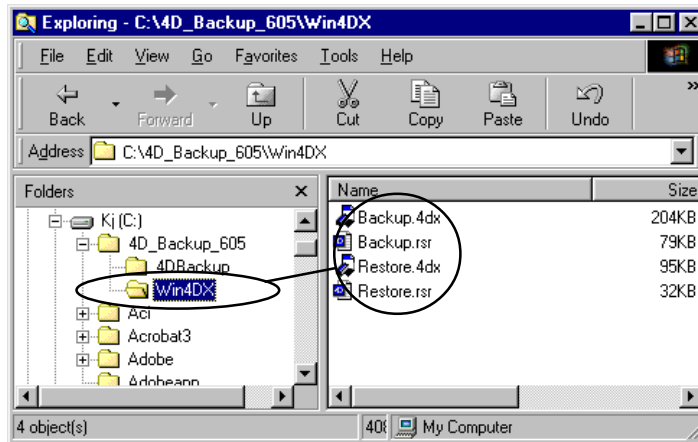 Exploring - C:\4D_Backup_605\Win4DX
File Edit View Go Favorites Tools Help
Back Forward Up Cut Copy Paste Undo »
Address C:\4D_Backup_605\Win4DX
Folders × Name Size
Kj (C:)
4D_Backup_605
4DBackup
Win4DX
Aci
Acrobat3
Adobe
Adobeapp
Backup.4dx 204KB
Backup.rsr 79KB
Restore.4dx 95KB
Restore.rsr 32KB
4 object(s) My Computer